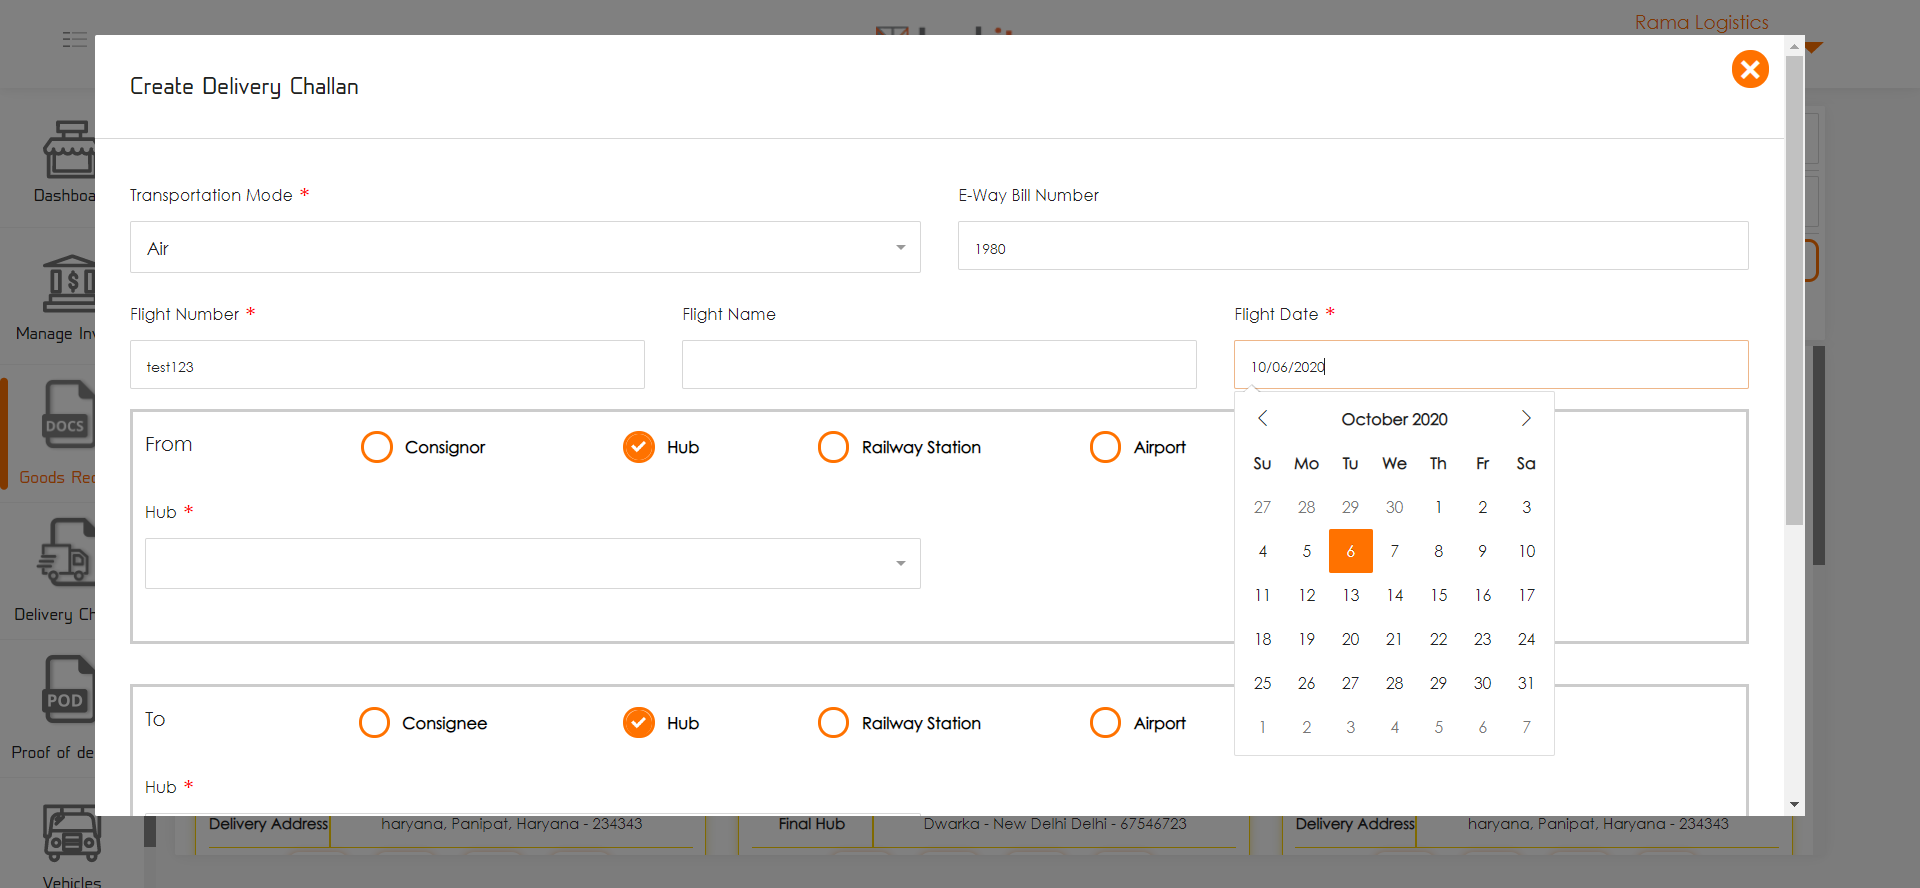 Rama Logistics
Create Delivery Challan
Transportation Mode *
E-Way Bill Number
Air
1980
Flight Number *
Flight Name
Flight Date *
test123
10/06/2020
October 2020
Su Mo Tu We Th Fr Sa
27 28 29 30 1 2 3
4 5 6 7 8 9 10
11 12 13 14 15 16 17
18 19 20 21 22 23 24
25 26 27 28 29 30 31
1 2 3 4 5 6 7
From
Consignor
Hub
Railway Station
Airport
Hub *
To
Consignee
Hub
Railway Station
Airport
Hub *
Dashboa
Manage Inv
DOCS
Goods Rec
Delivery Ch
POD
Proof of de
Vehicles
Delivery Address
haryana, Panipat, Haryana - 234343
Final Hub
Dwarka - New Delhi Delhi - 67546723
Delivery Address
haryana, Panipat, Haryana - 234343